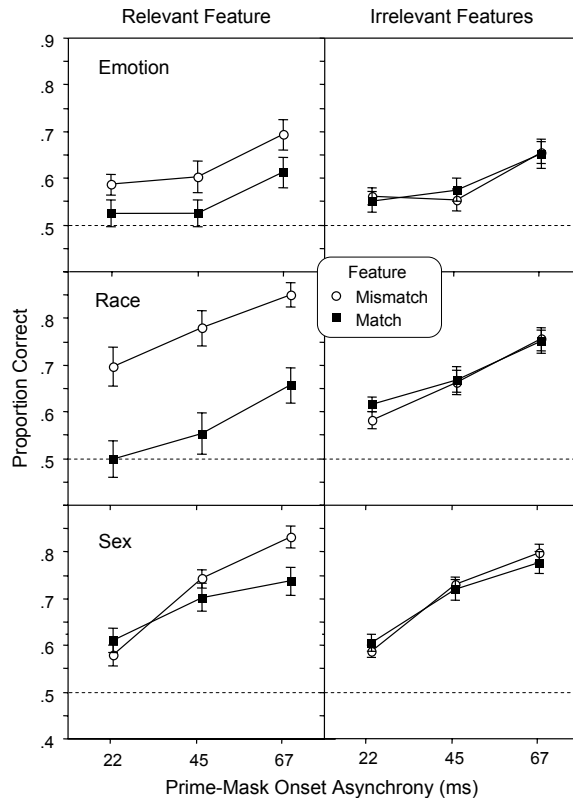 Relevant Feature
Irrelevant Features
.9
Emotion
.8
.7
.6
.5
Race
.8
.7
.6
.5
Feature
Mismatch
Match
Proportion Correct
Sex
.8
.7
.6
.5
.4
22 45 67 22 45 67
Prime-Mask Onset Asynchrony (ms)